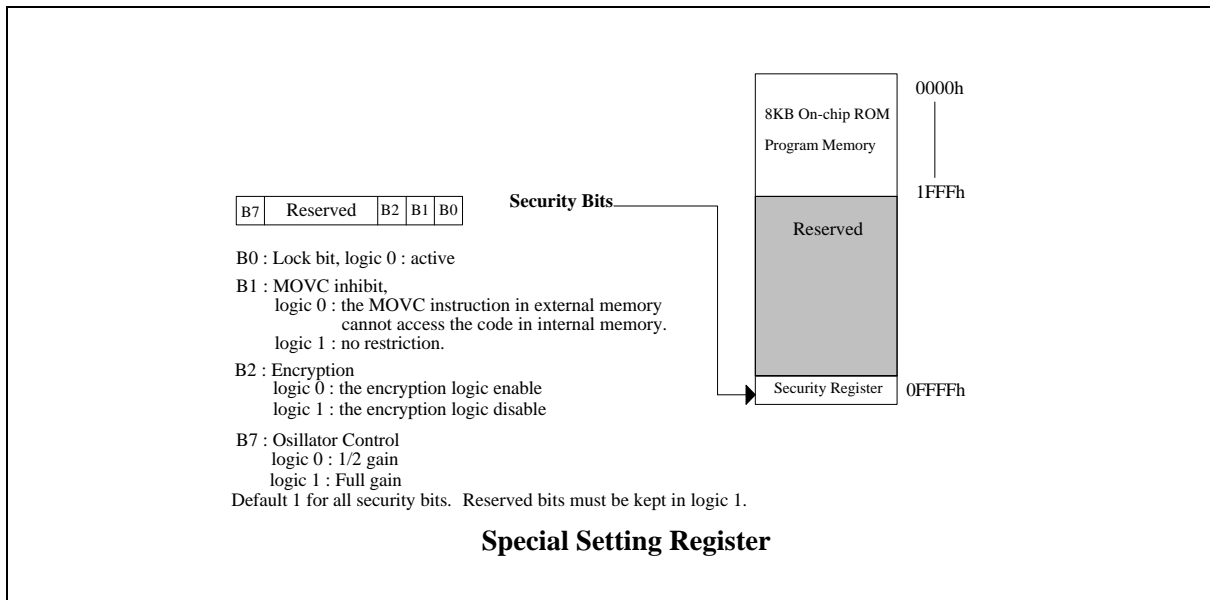 0000h
8KB On-chip ROM
Program Memory
1FFFh
B7 Reserved B2 B1 B0
Security Bits
Reserved
B0 : Lock bit, logic 0 : active
B1 : MOVC inhibit,
logic 0 : the MOVC instruction in external memory
cannot access the code in internal memory.
logic 1 : no restriction.
B2 : Encryption
logic 0 : the encryption logic enable
logic 1 : the encryption logic disable
Security Register 0FFFFh
B7 : Osillator Control
logic 0 : 1/2 gain
logic 1 : Full gain
Default 1 for all security bits. Reserved bits must be kept in logic 1.
Special Setting Register